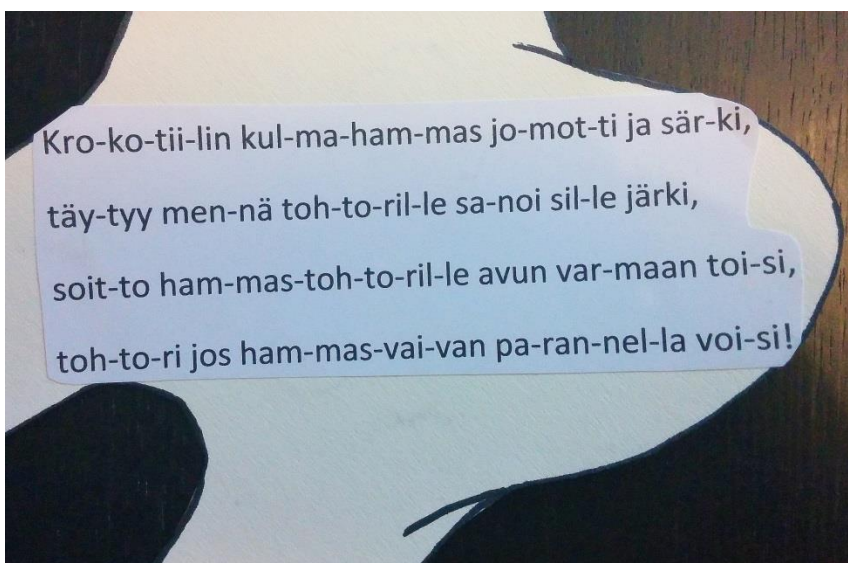 Kro-ko-tii-lin kul-ma-ham-mas jo-mot-ti ja sär-ki,
täy-tyy men-nä toh-to-ril-le sa-noi sil-le järki,
soit-to ham-mas-toh-to-ril-le avun var-maan toi-si,
toh-to-ri jos ham-mas-vai-van pa-ran-nel-la voi-si!